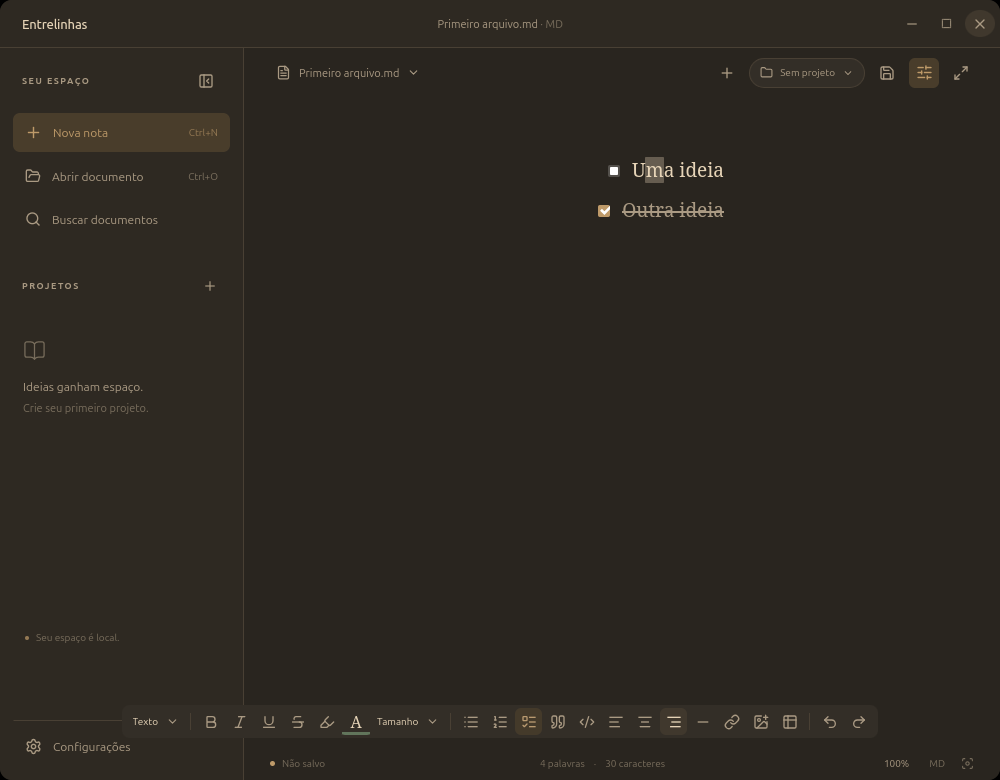 Entrelinhas
Primeiro arquivo.md · MD
SEU ESPAÇO
Nova nota Ctrl+N
Abrir documento Ctrl+O
Buscar documentos
PROJETOS
Ideias ganham espaço.
Crie seu primeiro projeto.
Seu espaço é local.
Configurações
Primeiro arquivo.md
Sem projeto
Uma ideia
Outra ideia
Texto B I U S A Tamanho
Não salvo 4 palavras · 30 caracteres 100% MD